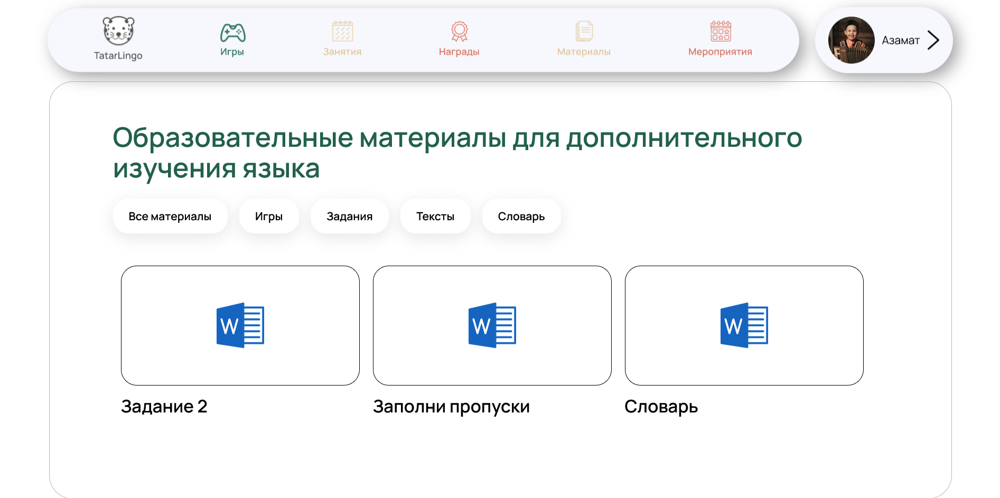 TatarLingo
Игры
Занятия
Награды
Материалы
Мероприятия
Азамат
Образовательные материалы для дополнительного
изучения языка
Все материалы
Игры
Задания
Тексты
Словарь
W
W
W
Задание 2
Заполни пропуски
Словарь